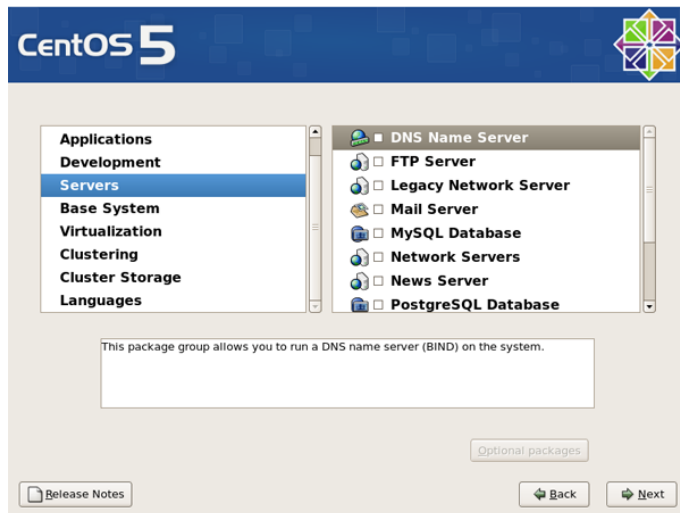 CentOS 5
Applications
Development
Servers
Base System
Virtualization
Clustering
Cluster Storage
Languages
DNS Name Server
FTP Server
Legacy Network Server
Mail Server
MySQL Database
Network Servers
News Server
PostgreSQL Database
This package group allows you to run a DNS name server (BIND) on the system.
Optional packages
Release Notes
Back
Next